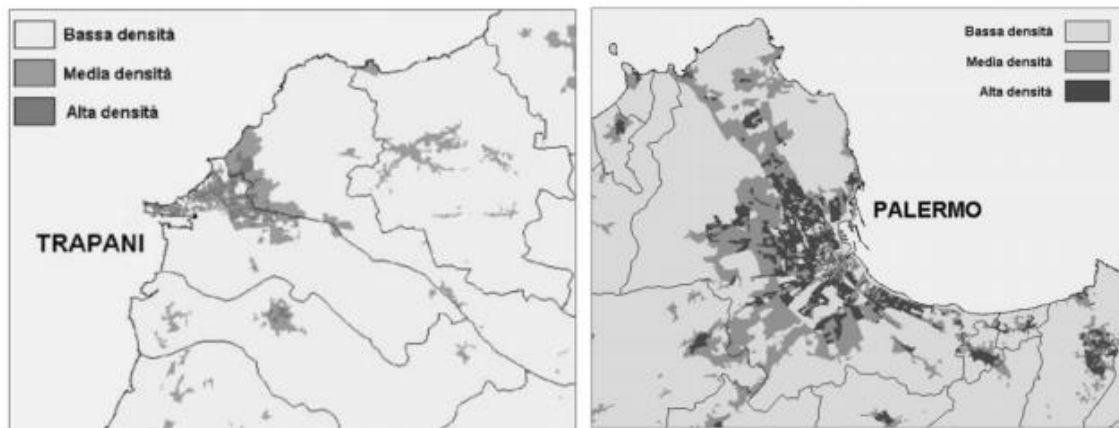 Bassa densità
Media densità
Alta densità
TRAPANI
Bassa densità
Media densità
Alta densità
PALERMO